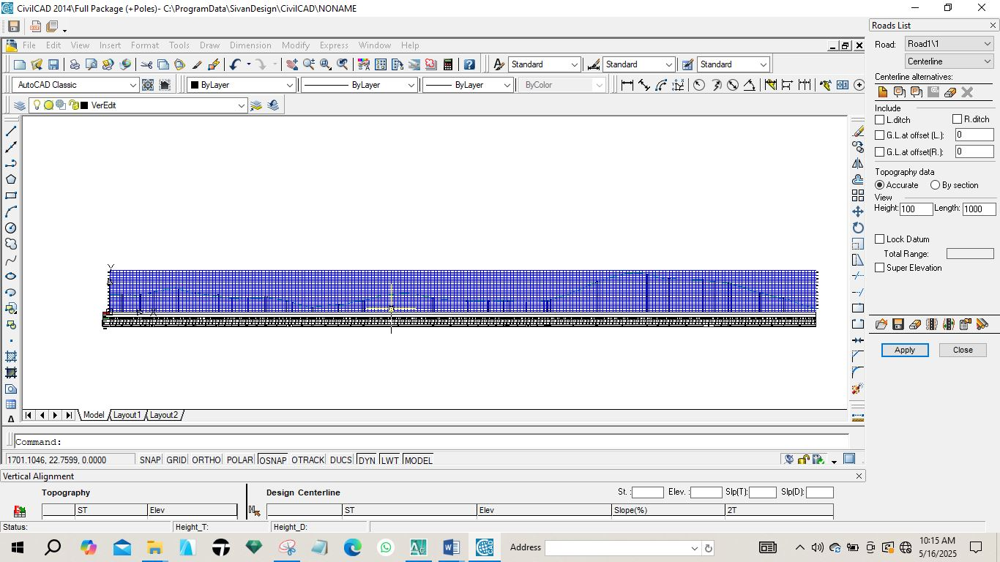 CivilCAD 2014\Full Package (+Poles)- C:\ProgramData\SivanDesign\CivilCAD\NONAME
DXF
File Edit View Insert Format Tools Draw Dimension Modify Express Window Help
Standard Standard Standard
AutoCAD Classic ByLayer ByLayer ByLayer ByColor
VerEdit
Model Layout1 Layout2
Command:
1701.1046, 22.7599, 0.0000 SNAP GRID ORTHO POLAR OSNAP OTRACK DUCS DYN LWT MODEL
Roads List
Road: Road1\1
Centerline
Centerline alternatives:
Include
L.ditch R.ditch
G.L.at offset (L.): 0
G.L.at offset(R.): 0
Topography data
Accurate By section
View
Height: 100 Length: 1000
Lock Datum
Total Range:
Super Elevation
Apply Close
Vertical Alignment
Topography Design Centerline St. : Elev. : Slp(T): Slp(D):
ST Elev ST Elev Slope(%) 2T
Status: Height_T: Height_D:
Address
10:15 AM
5/16/2025